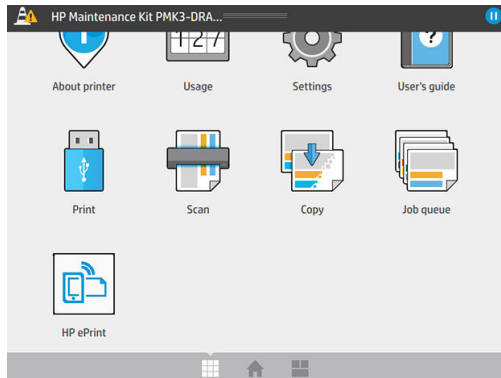 HP Maintenance Kit PMK3-DRA...
127
About printer
Usage
Settings
User's guide
?
Print
Scan
Copy
Job queue
HP ePrint